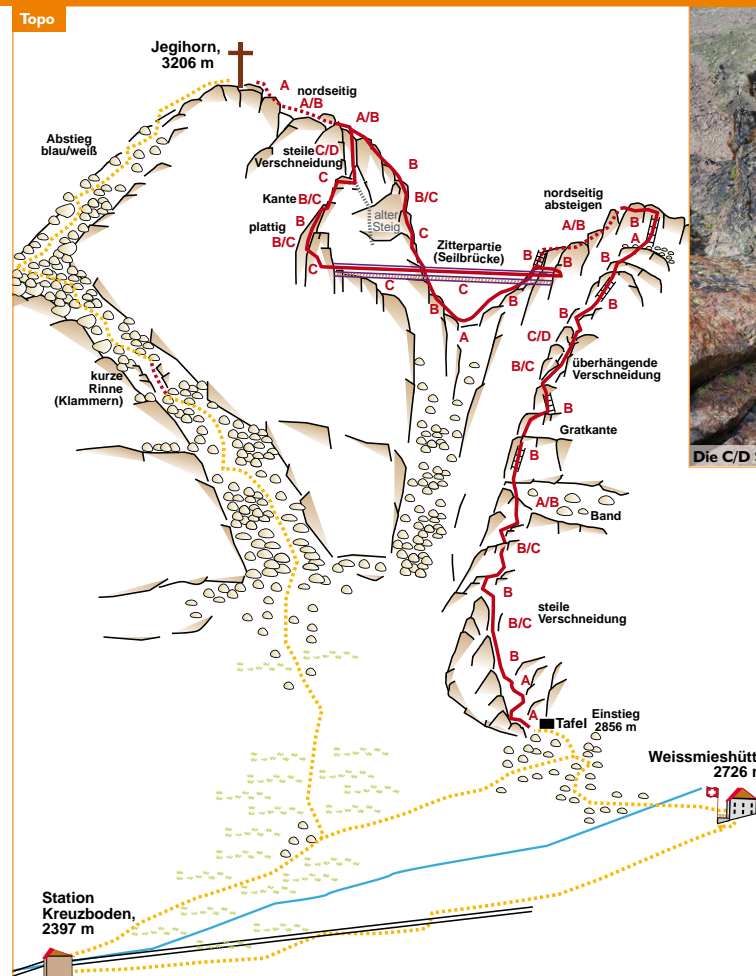 Topo
Jegihorn,
3206 m
A
nordseitig
A/B
A/B
Abstieg
blau/weiß
steile C/D
Verschneidung
B
C
nordseitig
absteigen
Kante B/C
B/C
alter
Steig
A/B
B
plattig
B
B/C
C
Zitterpartie
(Seilbrücke)
A
B
B
B
C
C
C
B
B
B
A
C/D
kurze
Rinne
(Klammern)
B/C
überhängende
Verschneidung
B
Gratkante
Die C/D
B
A/B
Band
B/C
B
steile
Verschneidung
B/C
B
A
A
Tafel
Einstieg
2856 m
Weissmieshütt
2726
Station
Kreuzboden,
2397 m